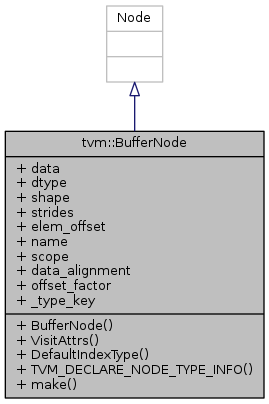 Node
tvm::BufferNode
+ data
+ dtype
+ shape
+ strides
+ elem_offset
+ name
+ scope
+ data_alignment
+ offset_factor
+ _type_key
+ BufferNode()
+ VisitAttrs()
+ DefaultIndexType()
+ TVM_DECLARE_NODE_TYPE_INFO()
+ make()